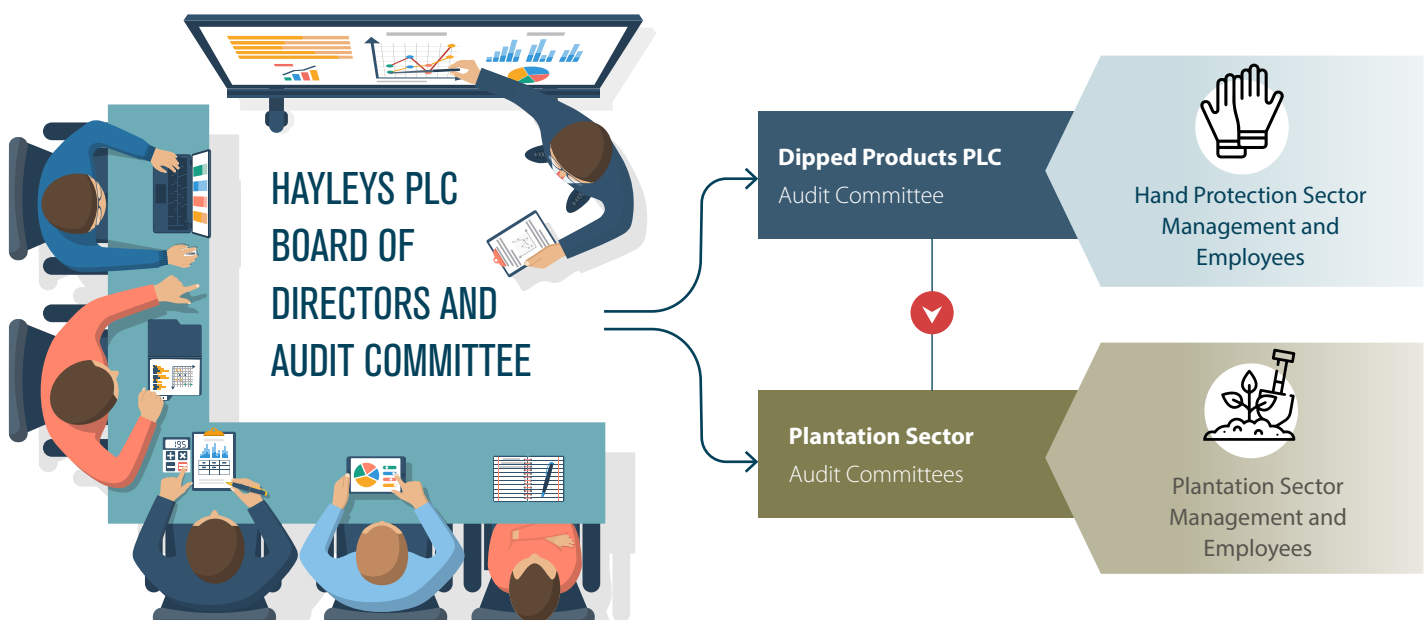 HAYLEYS PLC
BOARD OF
DIRECTORS AND
AUDIT COMMITTEE
Dipped Products PLC
Audit Committee
Hand Protection Sector
Management and
Employees
Plantation Sector
Audit Committees
Plantation Sector
Management and
Employees
195